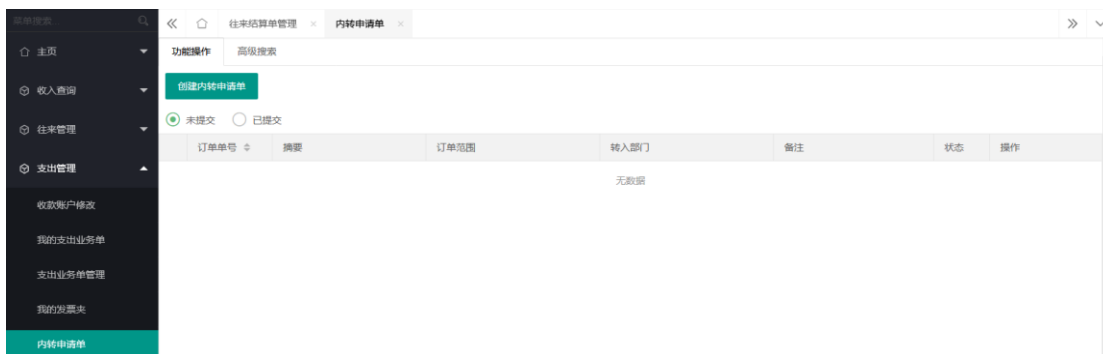 菜单搜索...
往来结算单管理 × 内转申请单 ×
主页
功能操作 高级搜索
收入查询
创建内转申请单
往来管理
未提交 已提交
订单单号 摘要 订单范围 转入部门 备注 状态 操作
支出管理
无数据
收款账户修改
我的支出业务单
支出业务单管理
我的发票夹
内转申请单